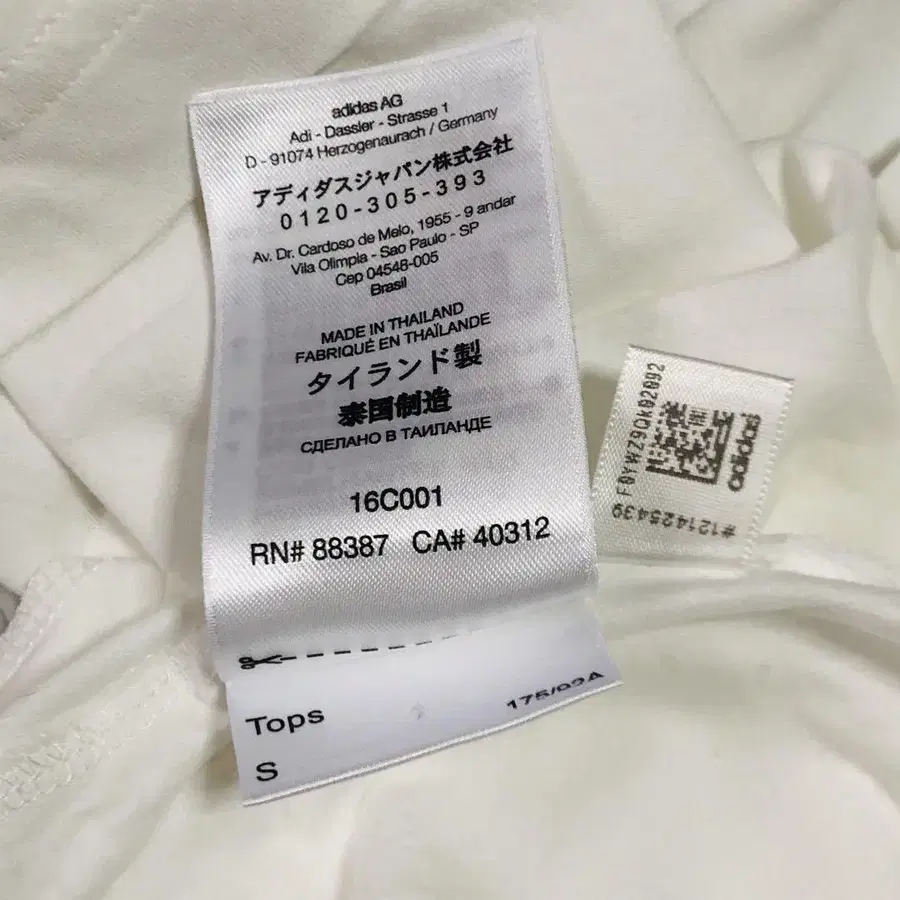 adidas AG
Adi - Dassler - Strasse 1
D - 91074 Herzogenaurach / Germany
アディダスジャパン株式会社
0120-305-393
Av. Dr. Cardoso de Melo, 1955 - 9 andar
Vila Olimpia - Sao Paulo - SP
Cep 04548-005
Brasil
MADE IN THAILAND
FABRIQUÉ EN THAÏLANDE
タイランド製
泰国制造
СДЕЛАНО В ТАИЛАНДЕ
16C001
RN# 88387 CA# 40312
Tops
175/92A
S
F0YWZ9QK02092
adidas
#121425439